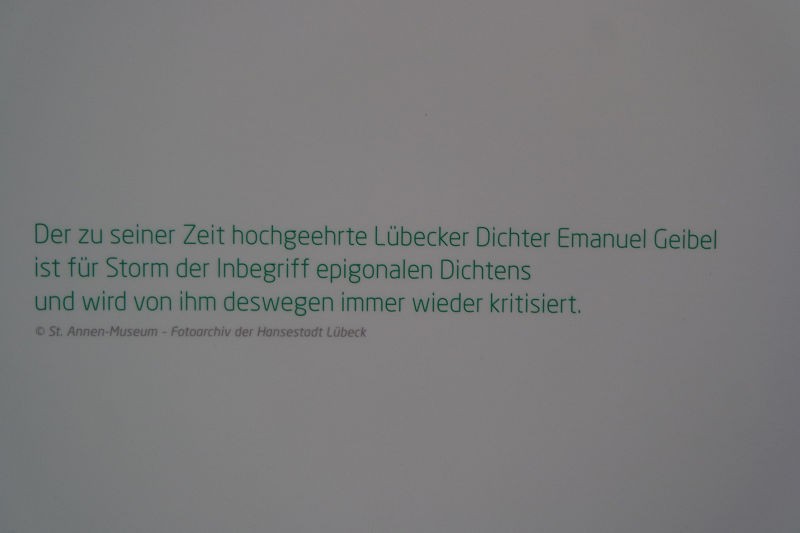 Der zu seiner Zeit hochgeehrte Lübecker Dichter Emanuel Geibel
ist für Storm der Inbegriff epigonalen Dichtens
und wird von ihm deswegen immer wieder kritisiert.
© St. Annen-Museum – Fotoarchiv der Hansestadt Lübeck